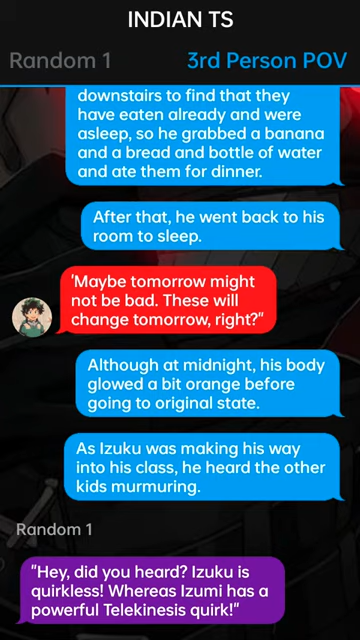 INDIAN TS
Random 1
3rd Person POV
downstairs to find that they
have eaten already and were
asleep, so he grabbed a banana
and a bread and bottle of water
and ate them for dinner.
After that, he went back to his
room to sleep.
'Maybe tomorrow might
not be bad. These will
change tomorrow, right?"
Although at midnight, his body
glowed a bit orange before
going to original state.
As Izuku was making his way
into his class, he heard the other
kids murmuring.
Random 1
"Hey, did you heard? Izuku is
quirkless! Whereas Izumi has a
powerful Telekinesis quirk!"